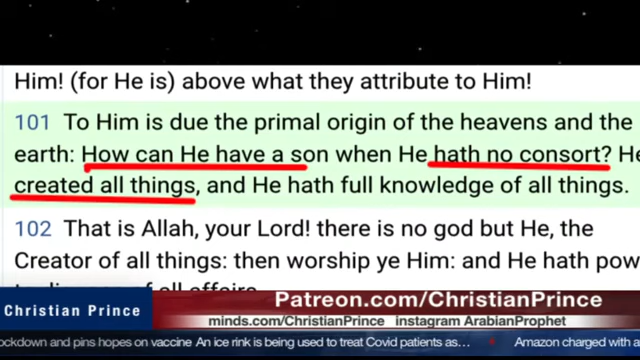 Him! (for He is) above what they attribute to Him!
101 To Him is due the primal origin of the heavens and the
earth: How can He have a son when He hath no consort? He
created all things, and He hath full knowledge of all things.
102 That is Allah, your Lord! there is no god but He, the
Creator of all things: then worship ye Him: and He hath pow
of all affairs
Christian Prince
Patreon.com/ChristianPrince
minds.com/ChristianPrince instagram ArabianProphet
ockdown and pins hopes on vaccine An ice rink is being used to treat Covid patients as... Amazon charged with a